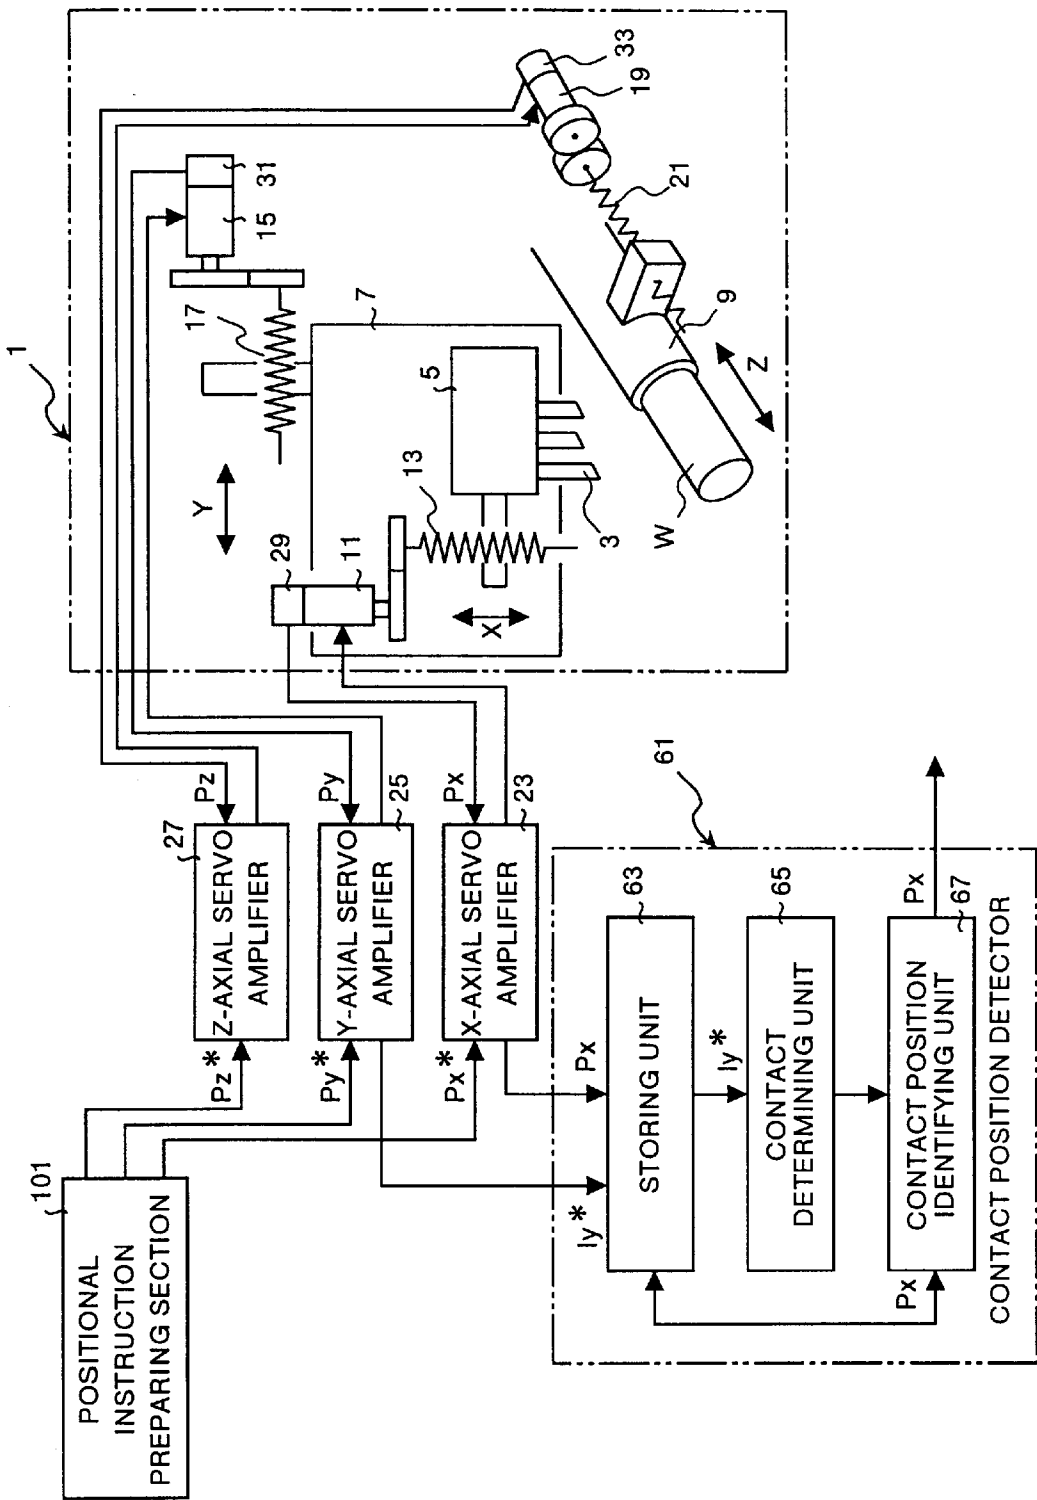 1
33
19
31
15
21
17
7
9
Z
5
Y
13
3
W
29
11
X
27
Z-AXIAL SERVO
AMPLIFIER
Pz
Pz*
25
Y-AXIAL SERVO
AMPLIFIER
Py
Py*
23
X-AXIAL SERVO
AMPLIFIER
Px
Px*
101
POSITIONAL
INSTRUCTION
PREPARING SECTION
61
Px
Iy*
63
STORING UNIT
Iy*
65
CONTACT
DETERMINING UNIT
67
CONTACT POSITION
IDENTIFYING UNIT
Px
Px
CONTACT POSITION DETECTOR